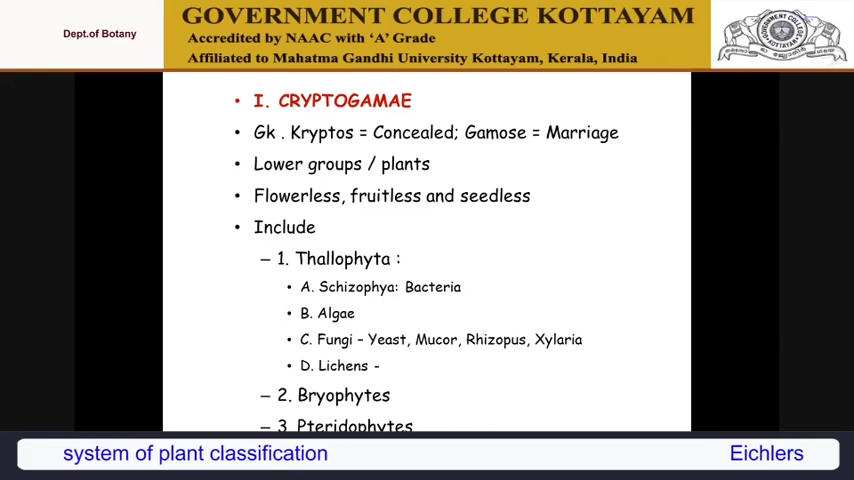 Dept.of Botany
GOVERNMENT COLLEGE KOTTAYAM
Accredited by NAAC with ‘A’ Grade
Affiliated to Mahatma Gandhi University Kottayam, Kerala, India
• I. CRYPTOGAMAE
• Gk . Kryptos = Concealed; Gamose = Marriage
• Lower groups / plants
• Flowerless, fruitless and seedless
• Include
– 1. Thallophyta :
• A. Schizophya: Bacteria
• B. Algae
• C. Fungi – Yeast, Mucor, Rhizopus, Xylaria
• D. Lichens -
– 2. Bryophytes
– 3. Pteridophytes
system of plant classification
Eichlers